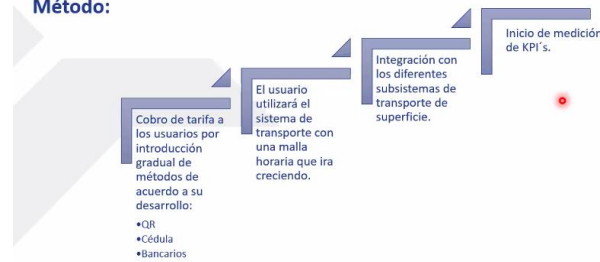 Método:
Cobro de tarifa a
los usuarios por
introducción
gradual de
métodos de
acuerdo a su
desarrollo:
•QR
•Cédula
•Bancarios
El usuario
utilizará el
sistema de
transporte con
una malla
horaria que ira
creciendo.
Integración con
los diferentes
subsistemas de
transporte de
superficie.
Inicio de medición
de KPI´s.